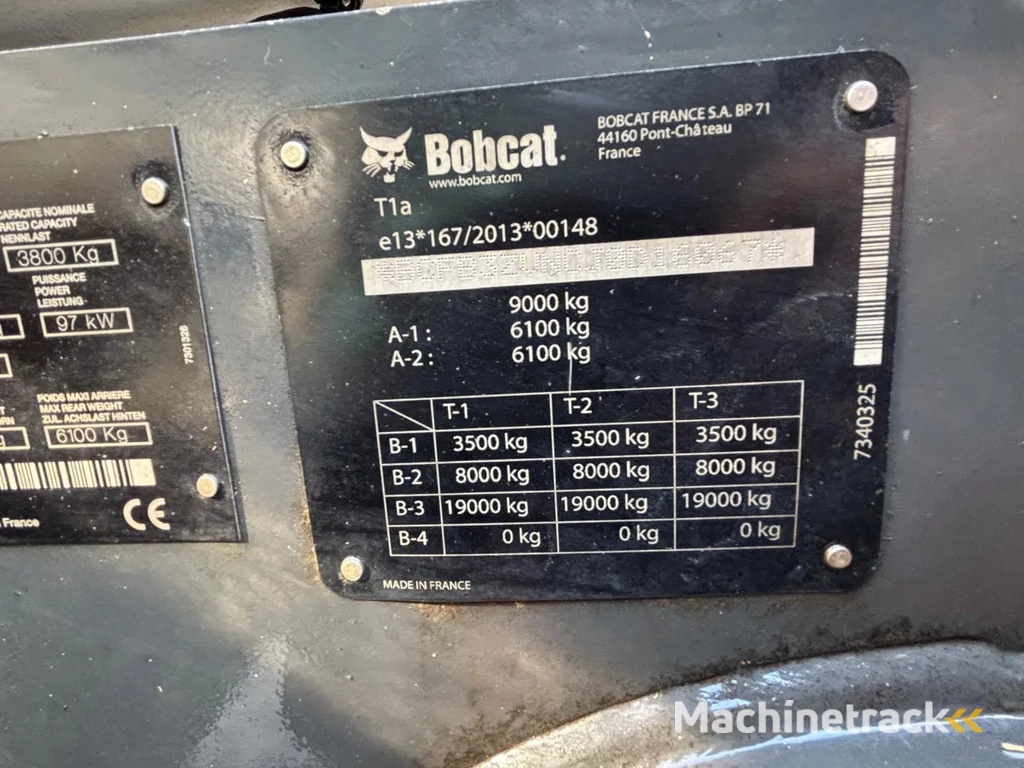 CAPACITE NOMINALE
RATED CAPACITY
NENNLAST
3800 Kg
PUISSANCE
POWER
LEISTUNG
97 kW
7301326
POIDS MAXI ARRIERE
MAX REAR WEIGHT
ZUL. ACHSLAST HINTEN
6100 Kg
France
CE
Bobcat
www.bobcat.com
BOBCAT FRANCE S.A. BP 71
44160 Pont-Château
France
T1a
e13*167/2013*00148
9000 kg
A-1: 6100 kg
A-2: 6100 kg
T-1 T-2 T-3
B-1 3500 kg 3500 kg 3500 kg
B-2 8000 kg 8000 kg 8000 kg
B-3 19000 kg 19000 kg 19000 kg
B-4 0 kg 0 kg 0 kg
MADE IN FRANCE
7340325
Machinetrack